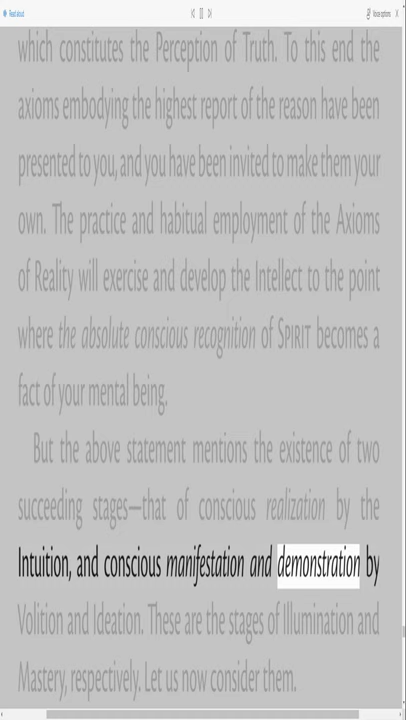 Read aloud
Voice options
which constitutes the Perception of Truth. To this end the
axioms embodying the highest report of the reason have been
presented to you, and you have been invited to make them your
own. The practice and habitual employment of the Axioms
of Reality will exercise and develop the Intellect to the point
where the absolute conscious recognition of SPIRIT becomes a
fact of your mental being.
But the above statement mentions the existence of two
succeeding stages—that of conscious realization by the
Intuition, and conscious manifestation and demonstration by
Volition and Ideation. These are the stages of Illumination and
Mastery, respectively. Let us now consider them.